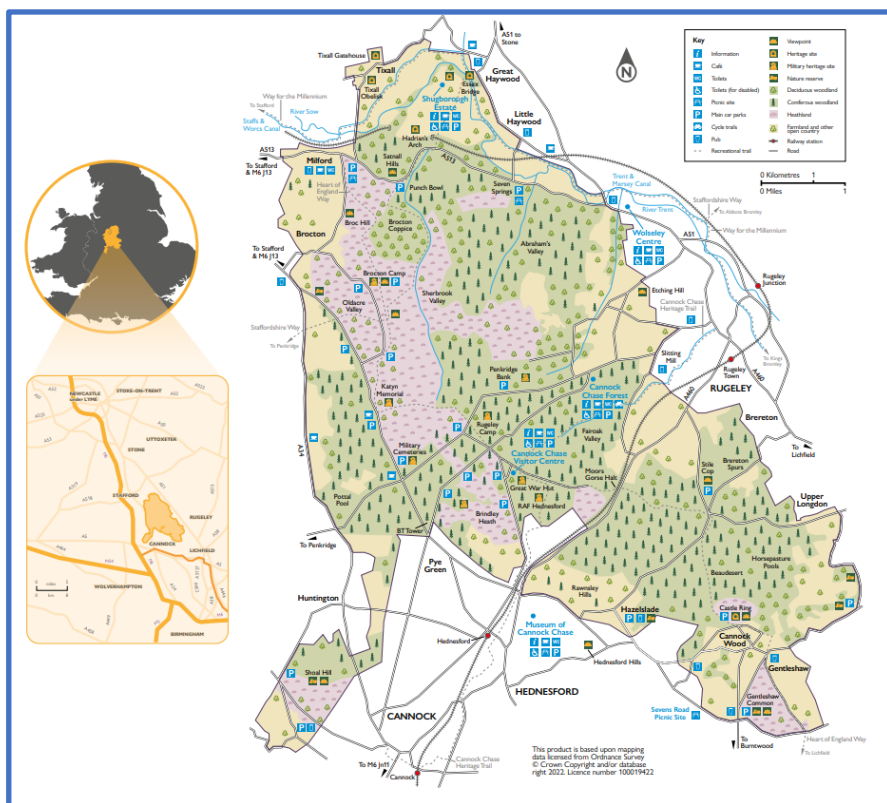 A51 to
Stone
Tixall Gatehouse
Tixall
Great
Haywood
Tixall
Obelisk
Essex
Bridge
Way for the Millennium
To Stafford
River Sow
Shugborough
Estate
Staffs &
Worcs Canal
Little
Haywood
Hadrian's
Arch
A513
A513
To Stafford
& M6 J13
Milford
Satnall
Hills
Heart of
England
Way
Punch Bowl
Seven
Springs
Trent &
Mersey Canal
Staffordshire
Way
To Abbots Bromley
River Trent
Way for the
Millennium
Broc Hill
Brocton
Coppice
Brocton
Abraham's
Valley
Wolseley
Centre
A51
To Stafford
& M6 J13
Brocton Camp
Rugeley
Junction
Oldacre
Valley
Sherbrook
Valley
Etching Hill
Cannock Chase
Heritage Trail
Staffordshire Way
To Penkridge
Slitting
Mill
To Kings
Bromley
Penkridge
Bank
Rugeley
Town
A460
A460
RUGELEY
Cannock
Chase Forest
Katyn
Memorial
Rugeley
Camp
Fairoak
Valley
Brereton
A34
Military
Cemeteries
Cannock Chase
Visitor Centre
To
Lichfield
Stile
Cop
Brereton
Spurs
Moors
Gorse Halt
Great War Hut
RAF Hednesford
Pottal
Pool
Brindley
Heath
Upper
Longdon
BT Tower
To Penkridge
Pye
Green
Horsepasture
Pools
Beaudesert
Rawnsley
Hills
Huntington
Hazelslade
Castle Ring
Museum of
Cannock Chase
Cannock
Wood
Hednesford
Hednesford Hills
Gentleshaw
HEDNESFORD
Shoal Hill
Gentleshaw
Common
CANNOCK
Sevens Road
Picnic Site
To
Burntwood
Heart of England
Way
To Lichfield
To M6 Jn11
Cannock
Cannock Chase
Heritage Trail
This product is based upon mapping
data licensed from Ordnance Survey
© Crown Copyright and/or database
right 2022. Licence number 100019422
N
Key
Information
Café
Toilets
Toilets (for disabled)
Picnic site
Main car parks
Cycle trails
Pub
Recreational trail
Viewpoint
Heritage site
Military heritage site
Nature reserve
Deciduous woodland
Coniferous woodland
Heathland
Farmland and other
open country
Railway station
Road
0 Kilometres 1
0 Miles 1
NEWCASTLE
under LYME
STOKE-ON-TRENT
STONE
UTTOXETER
STAFFORD
RUGELEY
CANNOCK
LICHFIELD
WOLVERHAMPTON
BIRMINGHAM